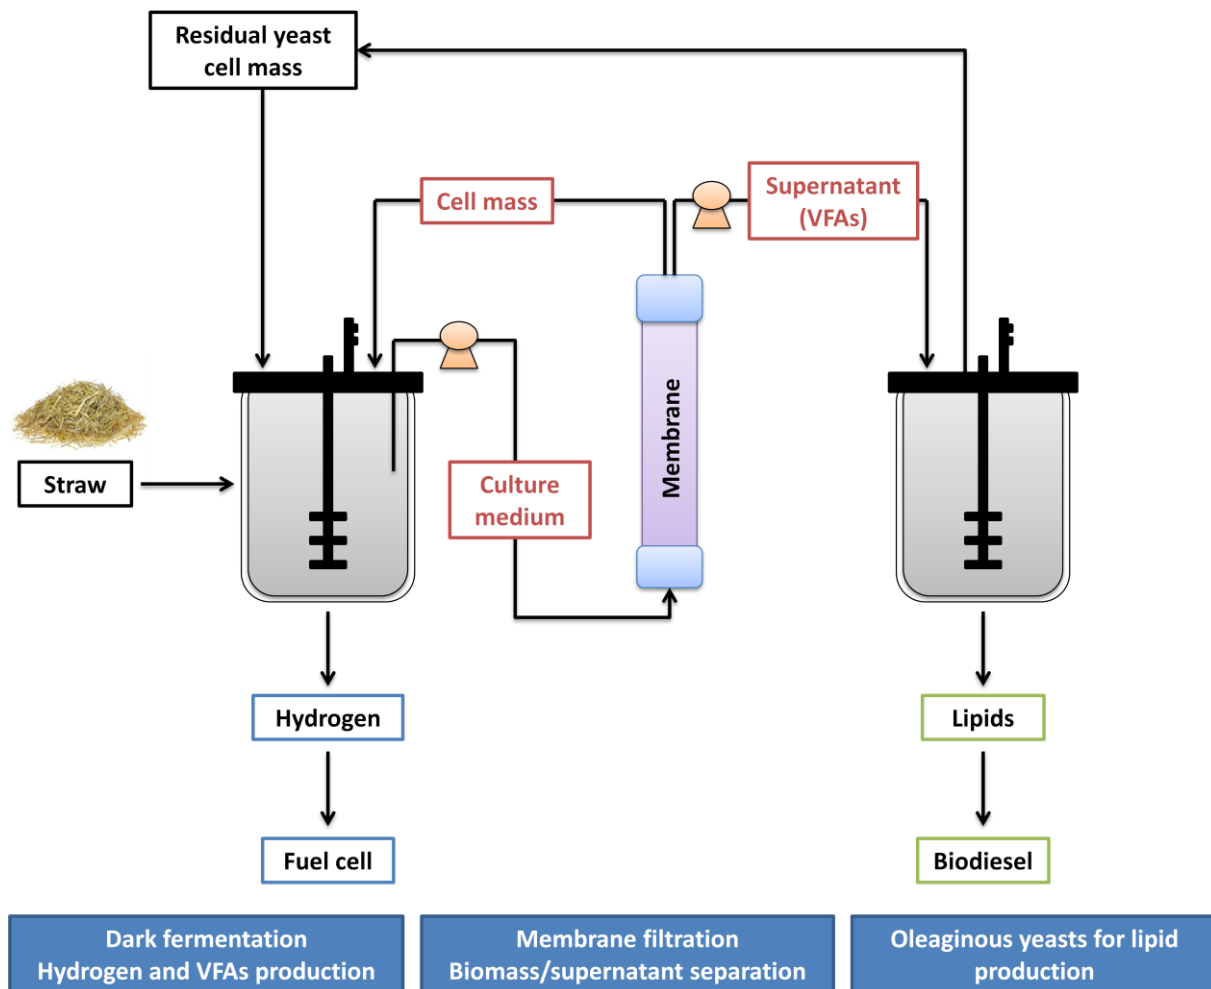 Residual yeast
cell mass
Cell mass
Supernatant
(VFAs)
Membrane
Straw
Culture
medium
Hydrogen
Lipids
Fuel cell
Biodiesel
Dark fermentation
Hydrogen and VFAs production
Membrane filtration
Biomass/supernatant separation
Oleaginous yeasts for lipid
production